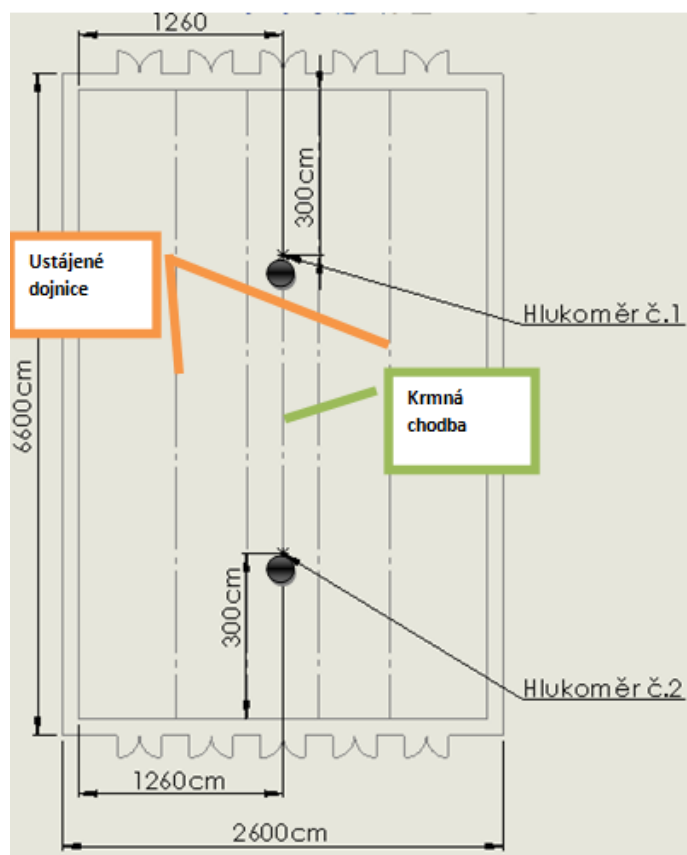 1260
300cm
Ustájené
dojnice
Hlukoměr č.1
Krmná
chodba
6600cm
300cm
Hlukoměr č.2
1260cm
2600cm